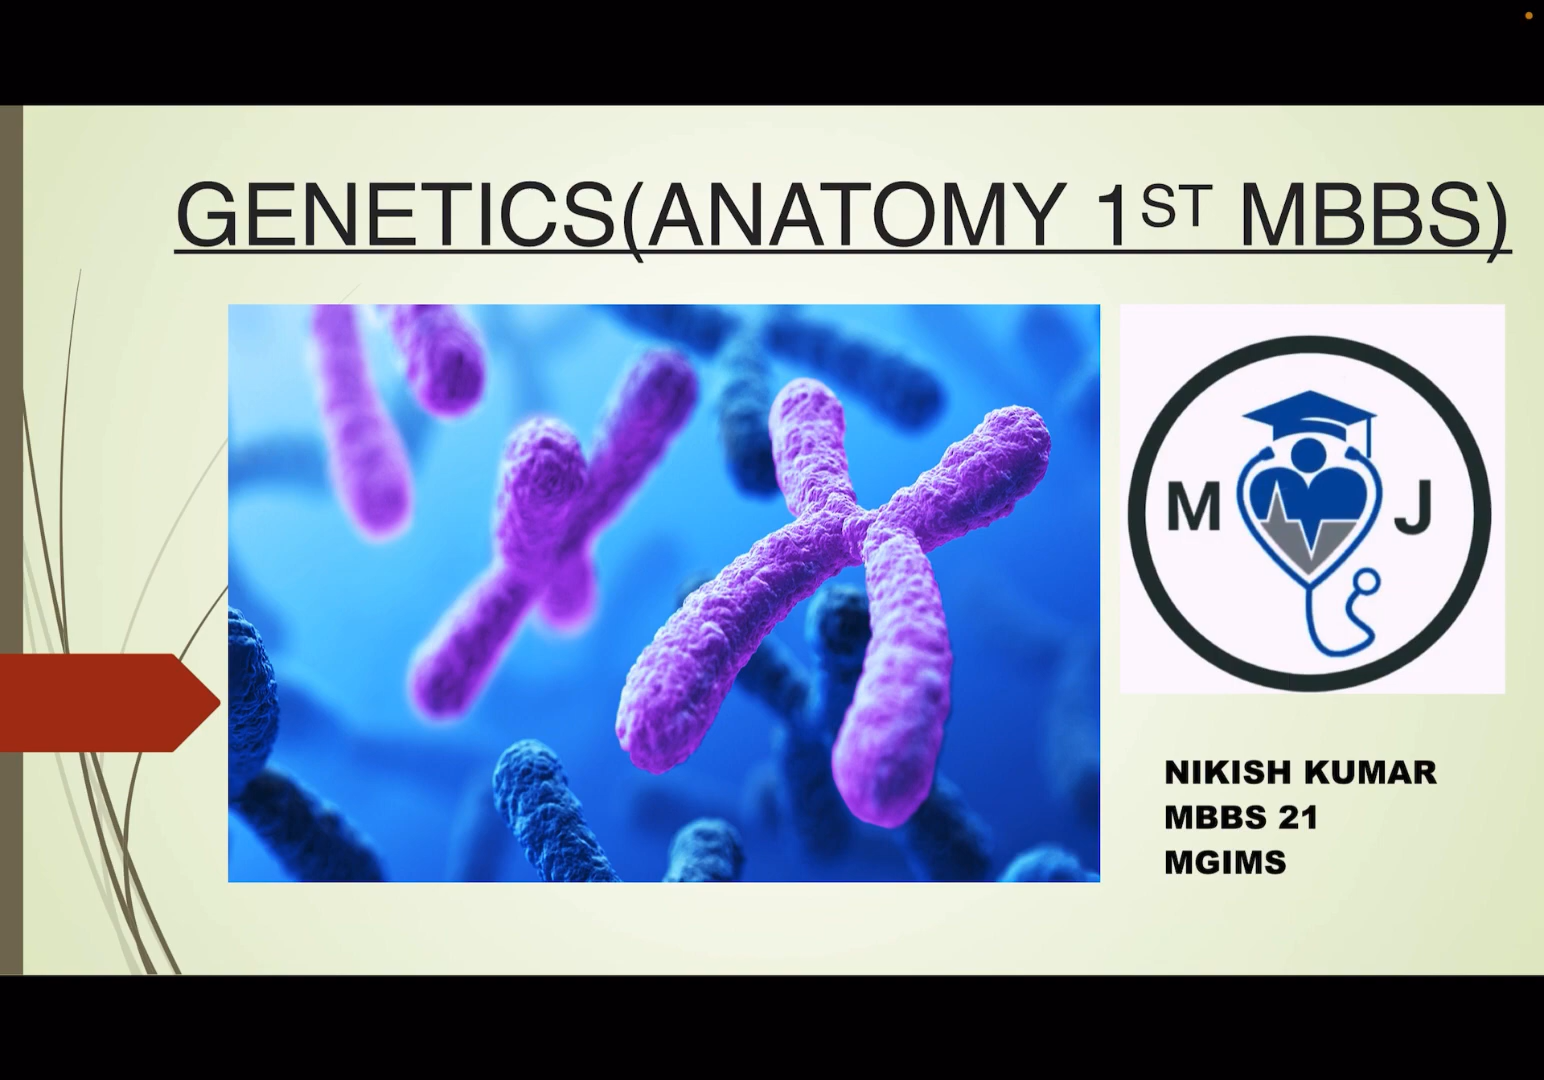 GENETICS(ANATOMY 1ST MBBS)
M J
NIKISH KUMAR
MBBS 21
MGIMS